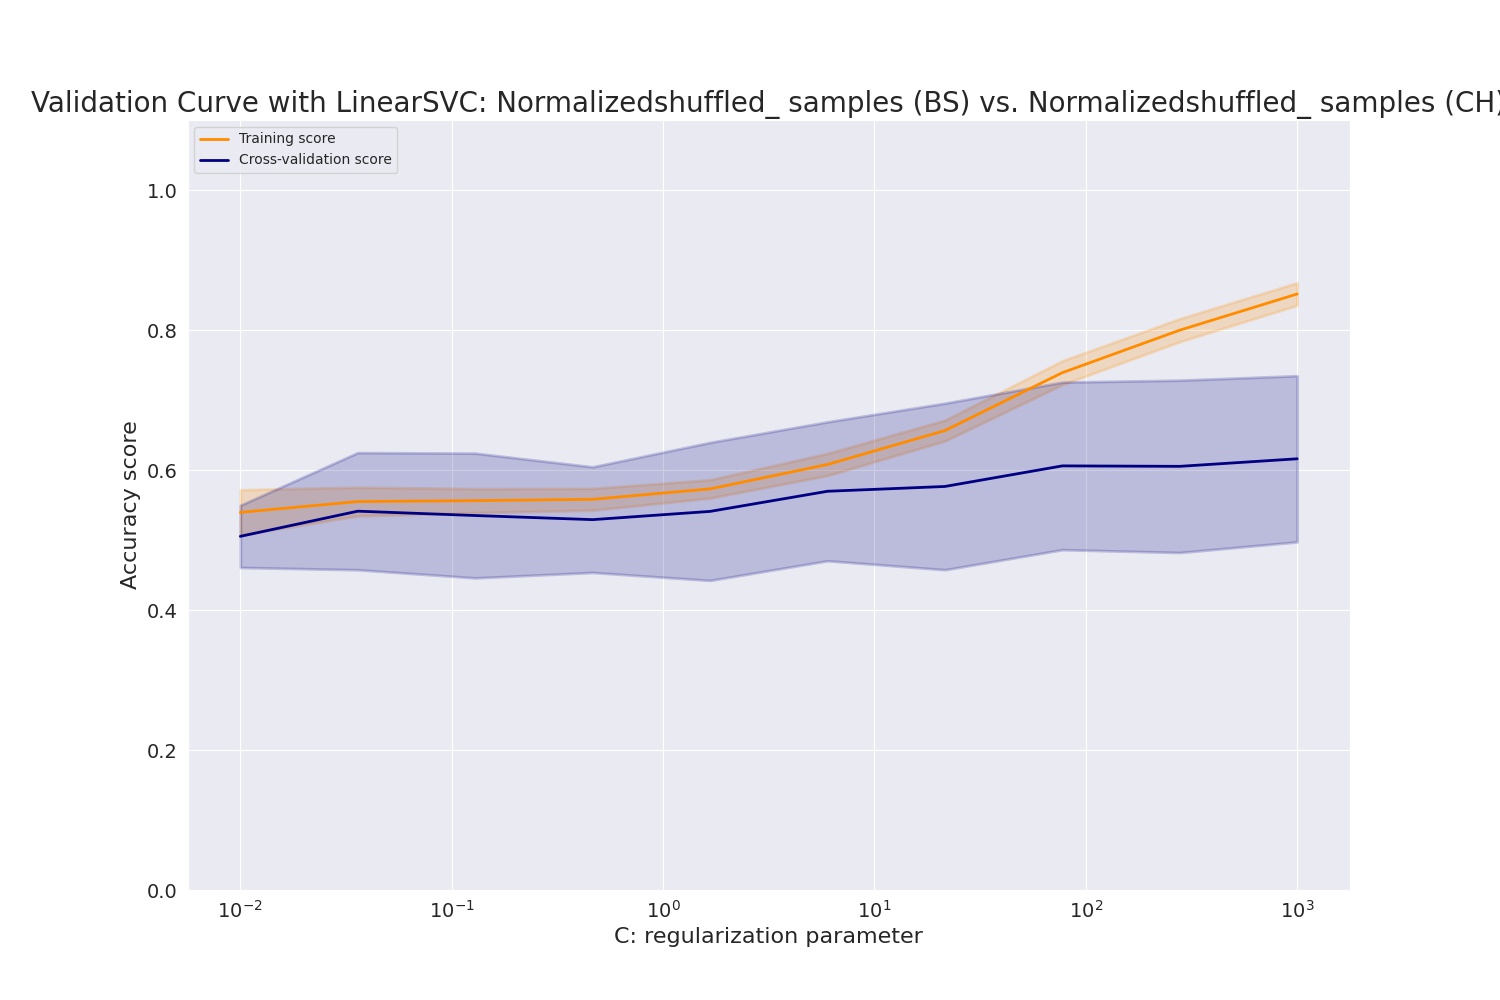 Validation Curve with LinearSVC: Normalizedshuffled_ samples (BS) vs. Normalizedshuffled_ samples (CH)
Training score
Cross-validation score
1.0
0.8
0.6
0.4
0.2
0.0
Accuracy score
10⁻² 10⁻¹ 10⁰ 10¹ 10² 10³
C: regularization parameter